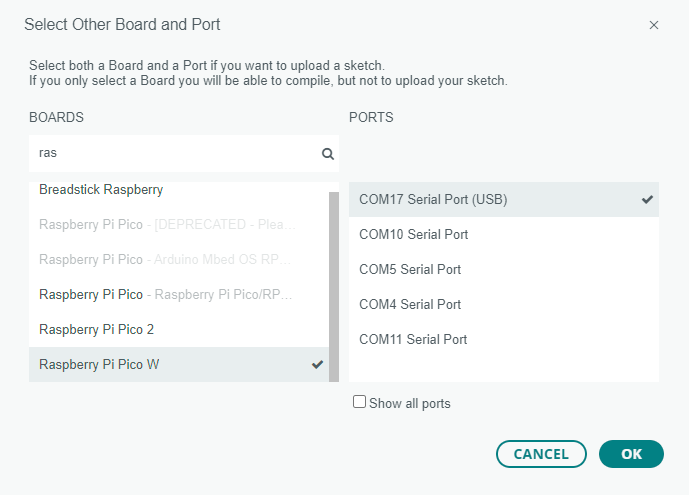 Select Other Board and Port
Select both a Board and a Port if you want to upload a sketch.
If you only select a Board you will be able to compile, but not to upload your sketch.
BOARDS
ras
Breadstick Raspberry
Raspberry Pi Pico - [DEPRECATED - Plea...
Raspberry Pi Pico - Arduino Mbed OS RP...
Raspberry Pi Pico - Raspberry Pi Pico/RP...
Raspberry Pi Pico 2
Raspberry Pi Pico W
PORTS
COM17 Serial Port (USB)
COM10 Serial Port
COM5 Serial Port
COM4 Serial Port
COM11 Serial Port
Show all ports
CANCEL
OK